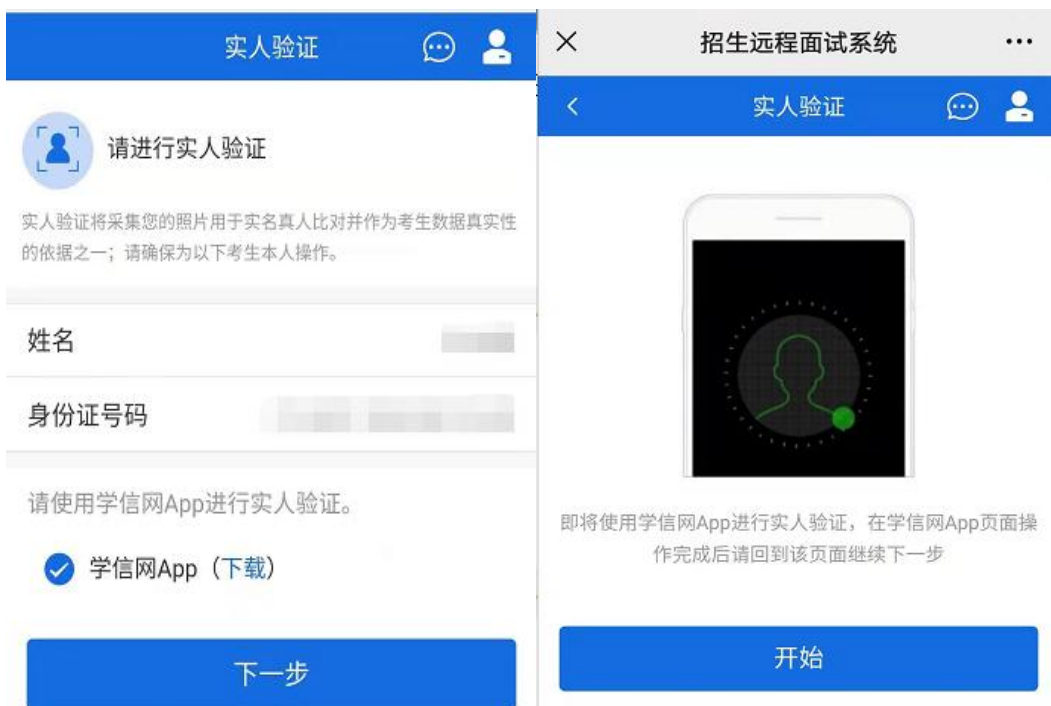 实人验证
请进行实人验证
实人验证将采集您的照片用于实名真人比对并作为考生数据真实性
的依据之一；请确保为以下考生本人操作。
姓名
身份证号码
请使用学信网App进行实人验证。
学信网App（下载）
下一步
招生远程面试系统
实人验证
即将使用学信网App进行实人验证，在学信网App页面操
作完成后请回到该页面继续下一步
开始